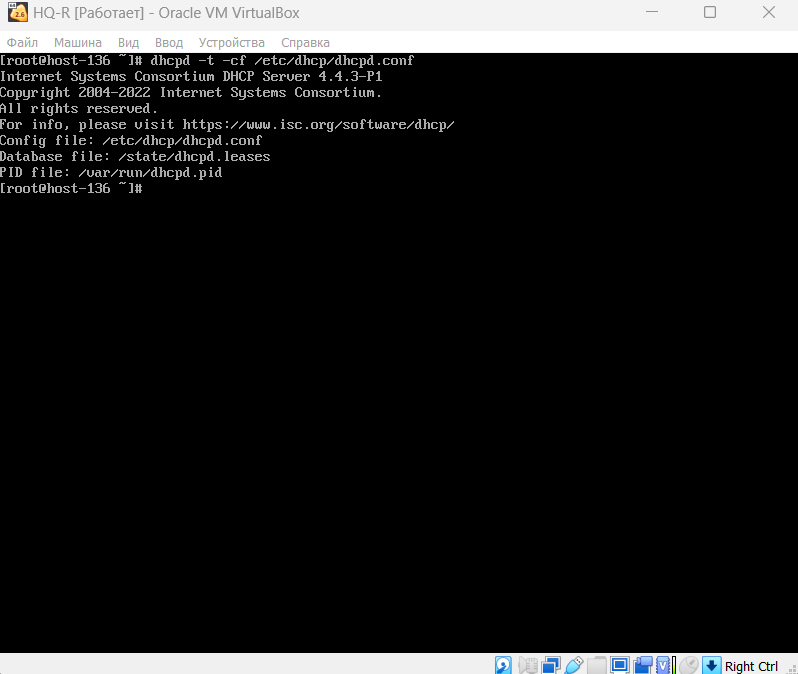 HQ-R [Работает] - Oracle VM VirtualBox
Файл Машина Вид Ввод Устройства Справка
[root@host-136 ~]# dhcpd -t -cf /etc/dhcp/dhcpd.conf
Internet Systems Consortium DHCP Server 4.4.3-P1
Copyright 2004-2022 Internet Systems Consortium.
All rights reserved.
For info, please visit https://www.isc.org/software/dhcp/
Config file: /etc/dhcp/dhcpd.conf
Database file: /state/dhcpd.leases
PID file: /var/run/dhcpd.pid
[root@host-136 ~]#
Right Ctrl